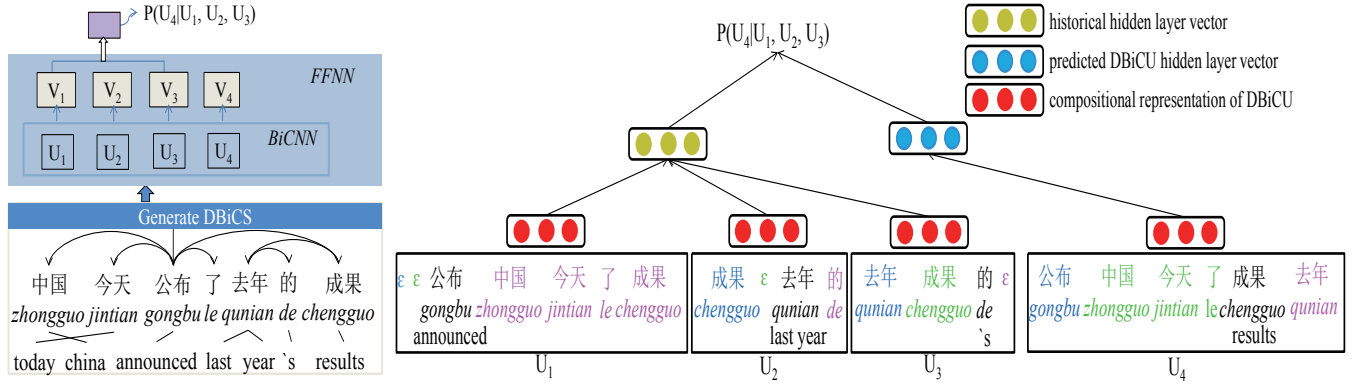 P(U4|U1, U2, U3)
FFNN
V1 V2 V3 V4
BiCNN
U1 U2 U3 U4
Generate DBiCS
中国 今天 公布 了 去年 的 成果
zhongguo jintian gongbu le qunian de chengguo
today china announced last year `s results
P(U4|U1, U2, U3)
historical hidden layer vector
predicted DBiCU hidden layer vector
compositional representation of DBiCU
ε ε 公布 中国 今天 了 成果
gongbu zhongguo jintian le chengguo
announced
U1
成果 ε 去年 的
chengguo qunian de
last year
U2
去年 成果 的 ε
qunian chengguo de
`s
U3
公布 中国 今天 了 成果 去年
gongbu zhongguo jintian le chengguo qunian
results
U4